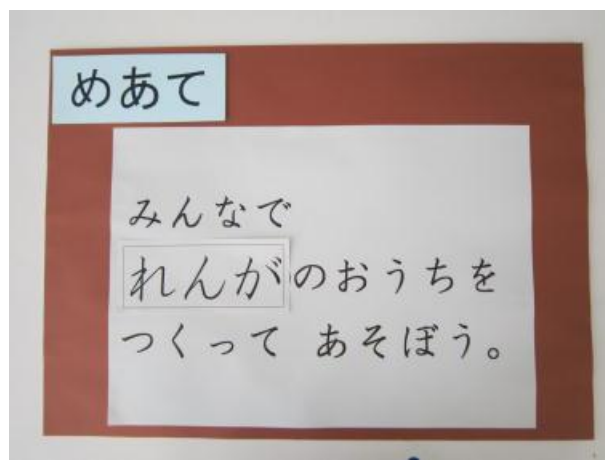 めあて
みんなで
れんがのおうちを
つくって あそぼう。